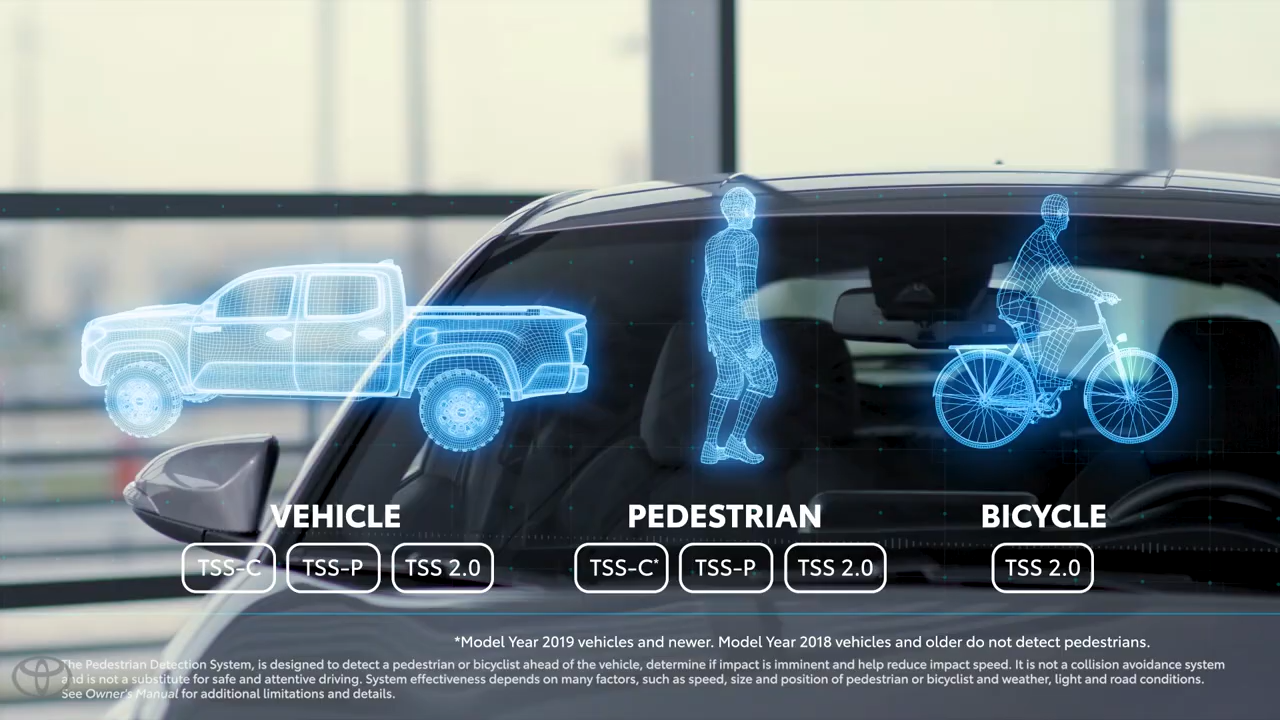 VEHICLE PEDESTRIAN BICYCLE
TSS-C TSS-P TSS 2.0 TSS-C* TSS-P TSS 2.0 TSS 2.0
*Model Year 2019 vehicles and newer. Model Year 2018 vehicles and older do not detect pedestrians.
The Pedestrian Detection System, is designed to detect a pedestrian or bicyclist ahead of the vehicle, determine if impact is imminent and help reduce impact speed. It is not a collision avoidance system
and is not a substitute for safe and attentive driving. System effectiveness depends on many factors, such as speed, size and position of pedestrian or bicyclist and weather, light and road conditions.
See Owner's Manual for additional limitations and details.